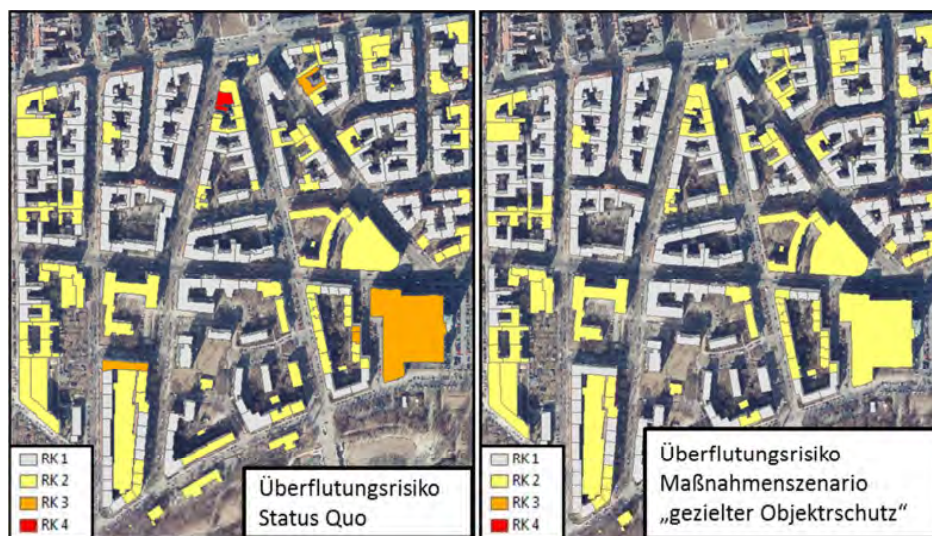 RK 1
RK 2
RK 3
RK 4
Überflutungsrisiko
Status Quo
RK 1
RK 2
RK 3
RK 4
Überflutungsrisiko
Maßnahmenszenario
„gezielter Objektrschutz“